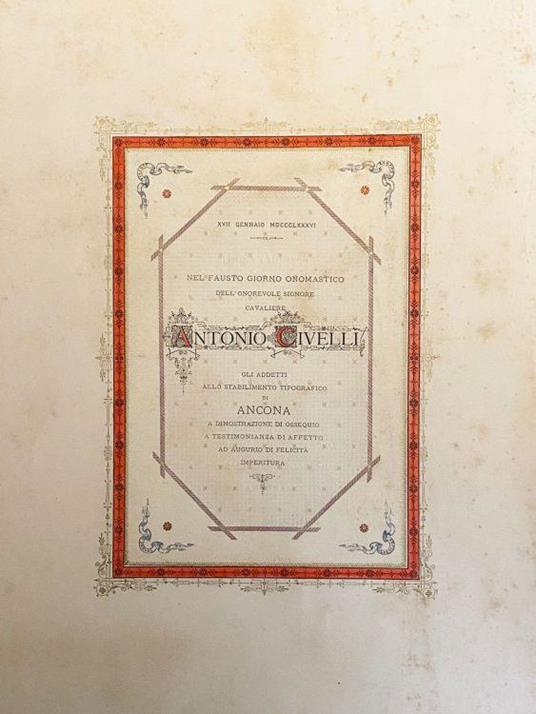 XVII GENNAIO MDCCCLXXXVI
NEL FAUSTO GIORNO ONOMASTICO
DELL'ONOREVOLE SIGNORE
CAVALIERE
ANTONIO CIVELLI
GLI ADDETTI
ALLO STABILIMENTO TIPOGRAFICO
DI
ANCONA
A DIMOSTRAZIONE DI OSSEQUIO
A TESTIMONIANZA DI AFFETTO
AD AUGURIO DI FELICITÀ
IMPERITURA